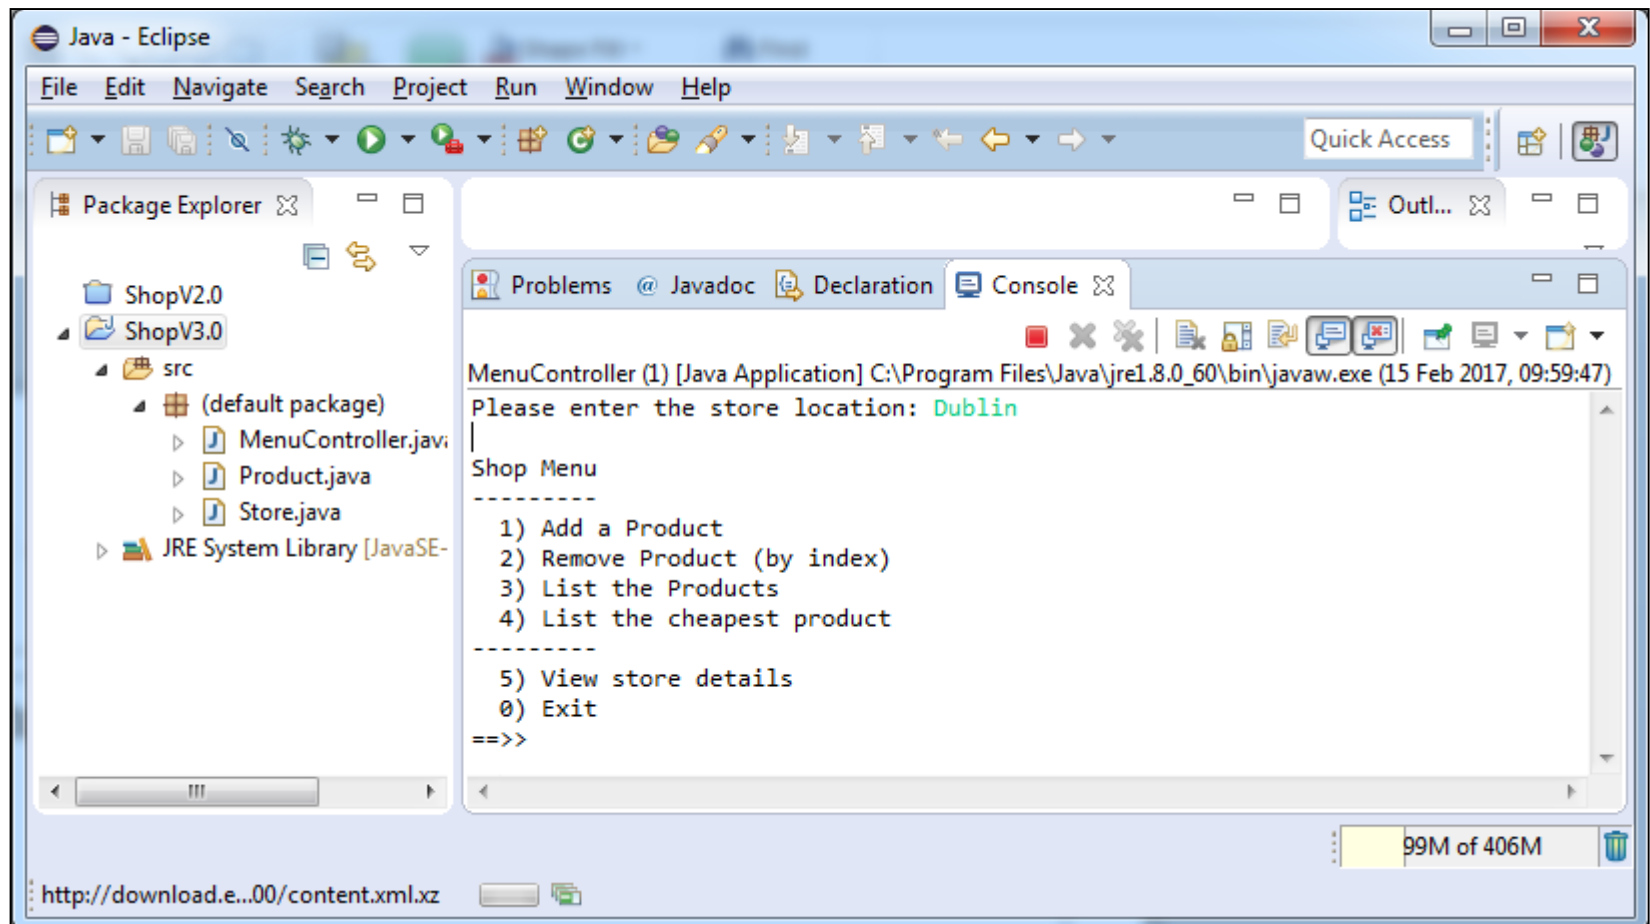 Java - Eclipse
File Edit Navigate Search Project Run Window Help
Quick Access
Package Explorer
Outl...
ShopV2.0
ShopV3.0
src
(default package)
MenuController.java
Product.java
Store.java
JRE System Library [JavaSE-
Problems @ Javadoc Declaration Console
MenuController (1) [Java Application] C:\Program Files\Java\jre1.8.0_60\bin\javaw.exe (15 Feb 2017, 09:59:47)
Please enter the store location: Dublin
Shop Menu
---------
1) Add a Product
2) Remove Product (by index)
3) List the Products
4) List the cheapest product
---------
5) View store details
0) Exit
==>>
99M of 406M
http://download.e...00/content.xml.xz